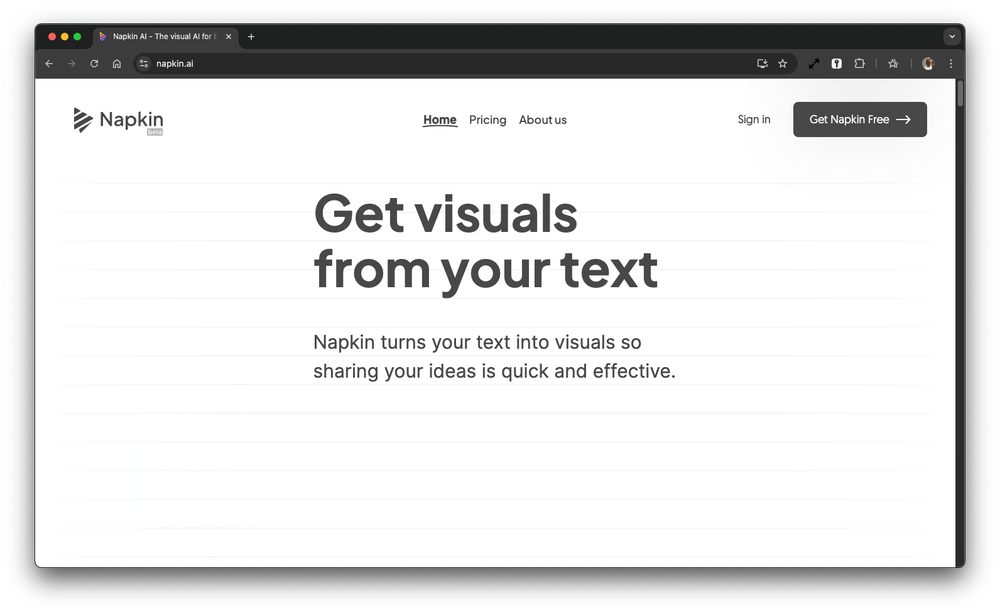 Napkin AI - The visual AI for b
napkin.ai
Napkin
beta
Home Pricing About us
Sign in
Get Napkin Free
Get visuals
from your text
Napkin turns your text into visuals so
sharing your ideas is quick and effective.